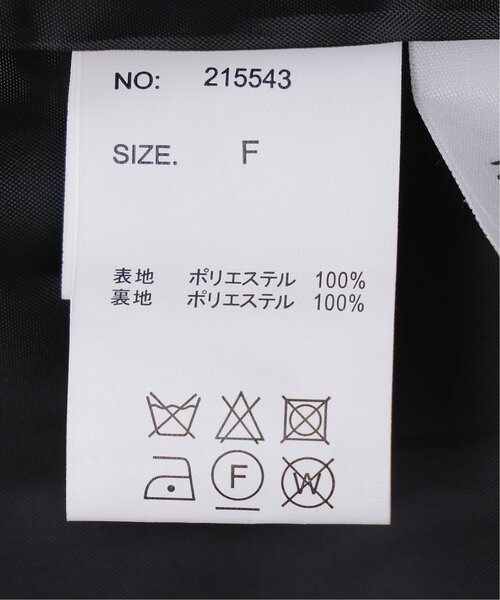 NO: 215543
SIZE. F
表地 ポリエステル 100%
裏地 ポリエステル 100%
F
W